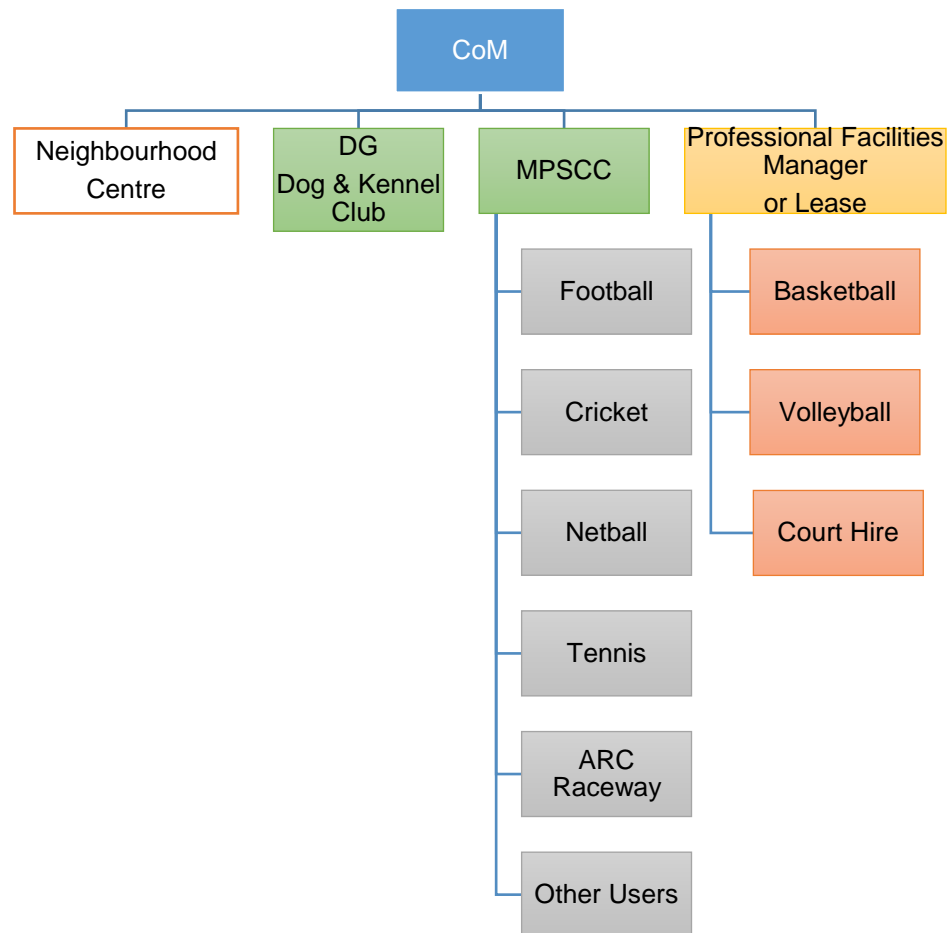 CoM
Neighbourhood
Centre
DG
Dog & Kennel
Club
MPSCC
Professional Facilities
Manager
or Lease
Football
Cricket
Netball
Tennis
ARC
Raceway
Other Users
Basketball
Volleyball
Court Hire